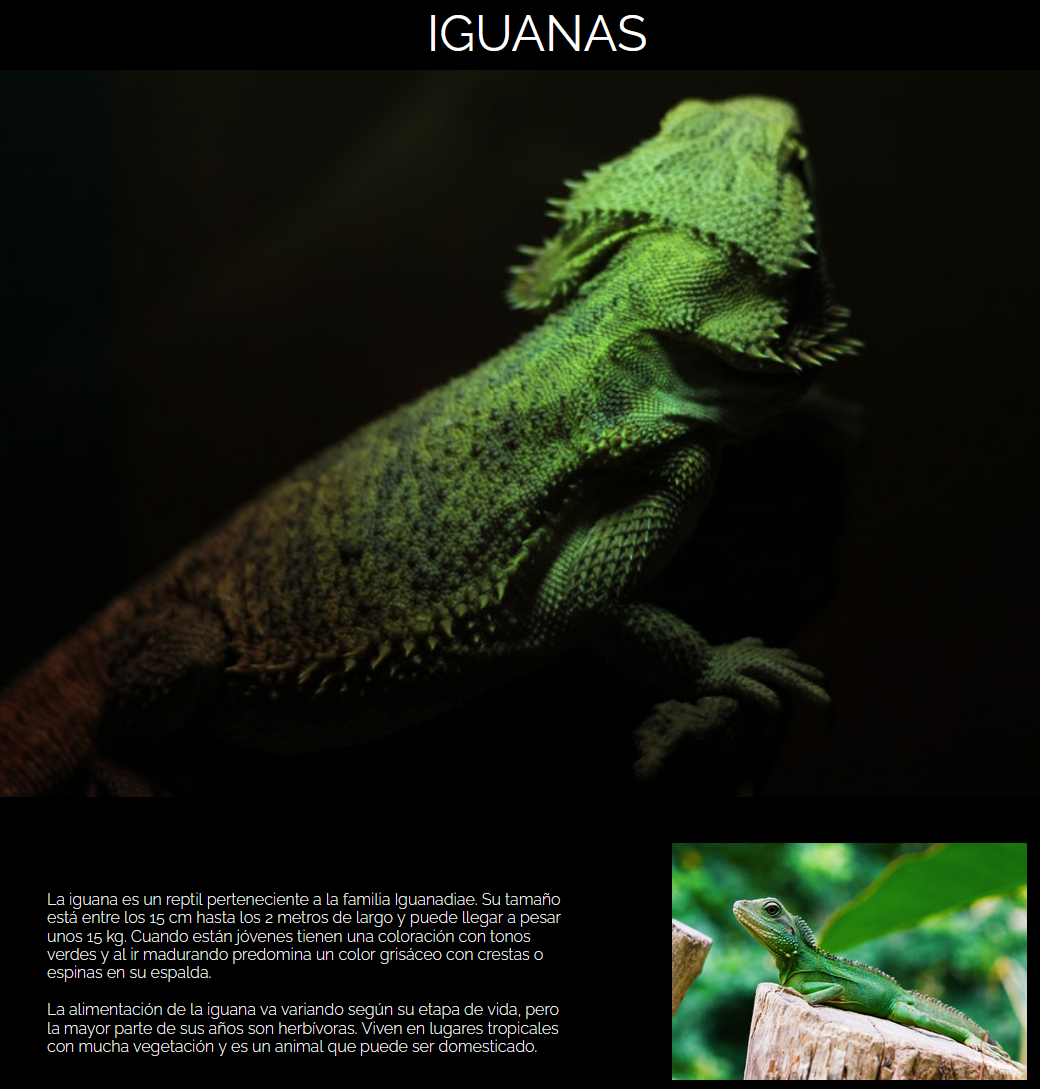 IGUANAS
La iguana es un reptil perteneciente a la familia Iguanadiae. Su tamaño
está entre los 15 cm hasta los 2 metros de largo y puede llegar a pesar
unos 15 kg. Cuando están jóvenes tienen una coloración con tonos
verdes y al ir madurando predomina un color grisáceo con crestas o
espinas en su espalda.
La alimentación de la iguana va variando según su etapa de vida, pero
la mayor parte de sus años son herbívoras. Viven en lugares tropicales
con mucha vegetación y es un animal que puede ser domesticado.